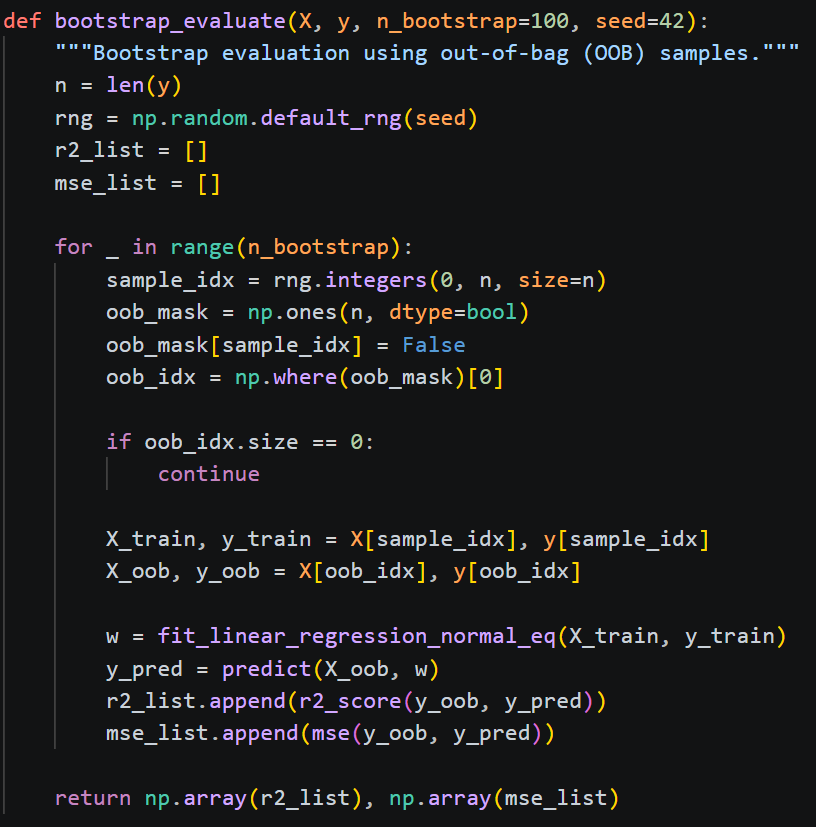 def bootstrap_evaluate(X, y, n_bootstrap=100, seed=42):
    """Bootstrap evaluation using out-of-bag (OOB) samples."""
    n = len(y)
    rng = np.random.default_rng(seed)
    r2_list = []
    mse_list = []

    for _ in range(n_bootstrap):
        sample_idx = rng.integers(0, n, size=n)
        oob_mask = np.ones(n, dtype=bool)
        oob_mask[sample_idx] = False
        oob_idx = np.where(oob_mask)[0]

        if oob_idx.size == 0:
            continue

        X_train, y_train = X[sample_idx], y[sample_idx]
        X_oob, y_oob = X[oob_idx], y[oob_idx]

        w = fit_linear_regression_normal_eq(X_train, y_train)
        y_pred = predict(X_oob, w)
        r2_list.append(r2_score(y_oob, y_pred))
        mse_list.append(mse(y_oob, y_pred))

    return np.array(r2_list), np.array(mse_list)